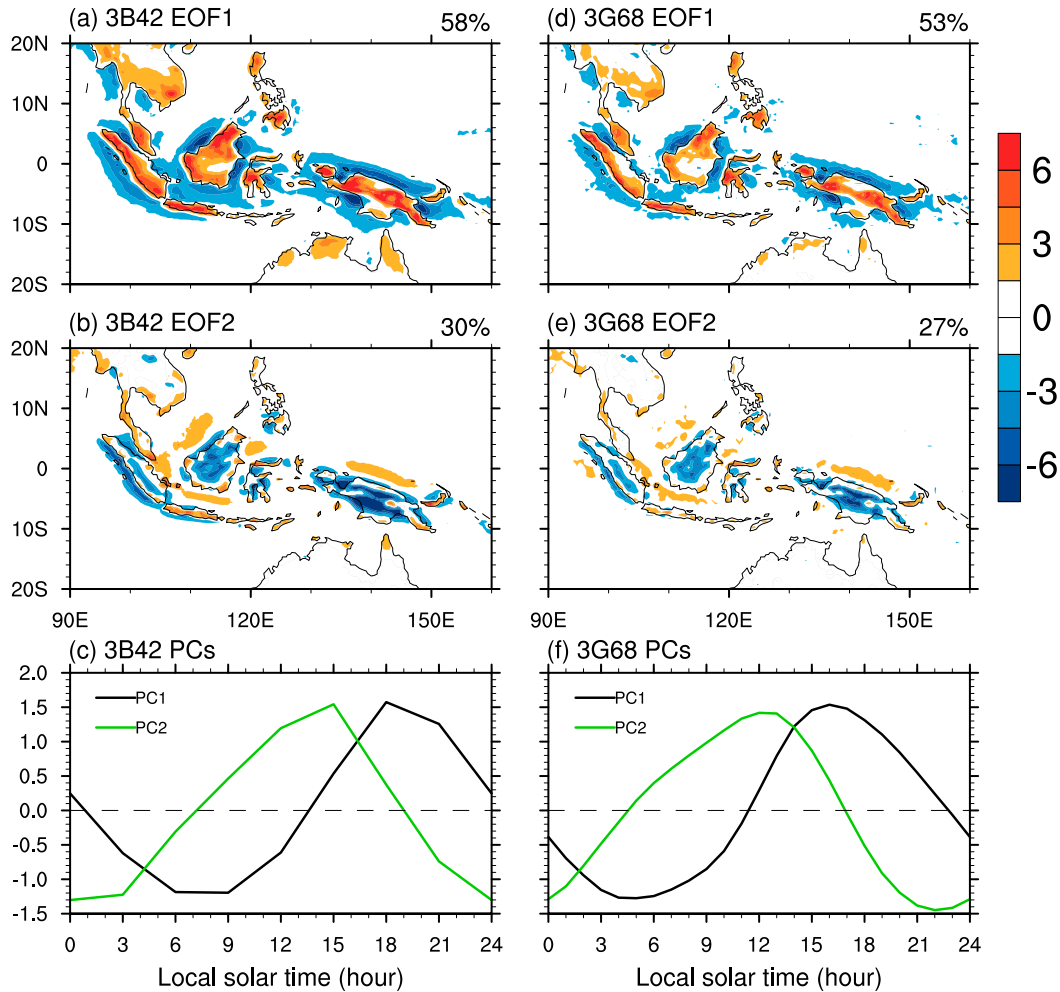 (a) 3B42 EOF1 58%
20N
10N
0
10S
20S
(d) 3G68 EOF1 53%
6
3
0
-3
-6
(b) 3B42 EOF2 30%
20N
10N
0
10S
20S
90E 120E 150E
(e) 3G68 EOF2 27%
90E 120E 150E
(c) 3B42 PCs
2.0
1.5
1.0
0.5
0.0
-0.5
-1.0
-1.5
PC1
PC2
0 3 6 9 12 15 18 21 24
Local solar time (hour)
(f) 3G68 PCs
PC1
PC2
0 3 6 9 12 15 18 21 24
Local solar time (hour)